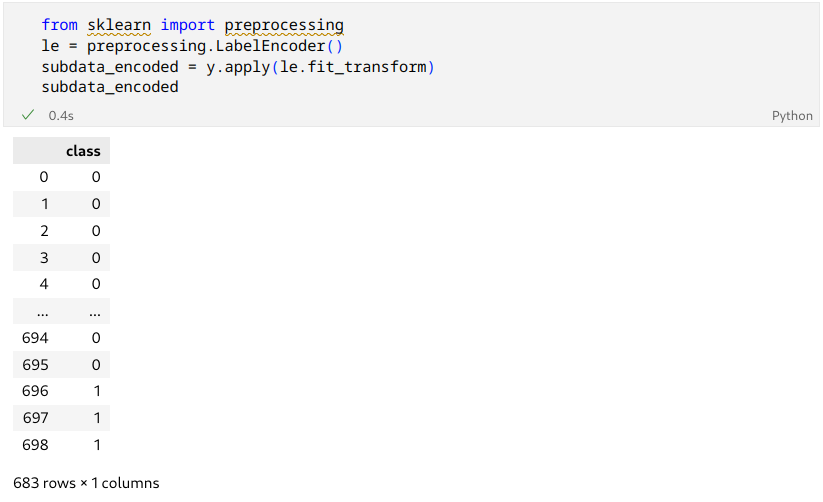 from sklearn import preprocessing
le = preprocessing.LabelEncoder()
subdata_encoded = y.apply(le.fit_transform)
subdata_encoded
✓ 0.4s Python
class
0 0
1 0
2 0
3 0
4 0
... ...
694 0
695 0
696 1
697 1
698 1
683 rows × 1 columns